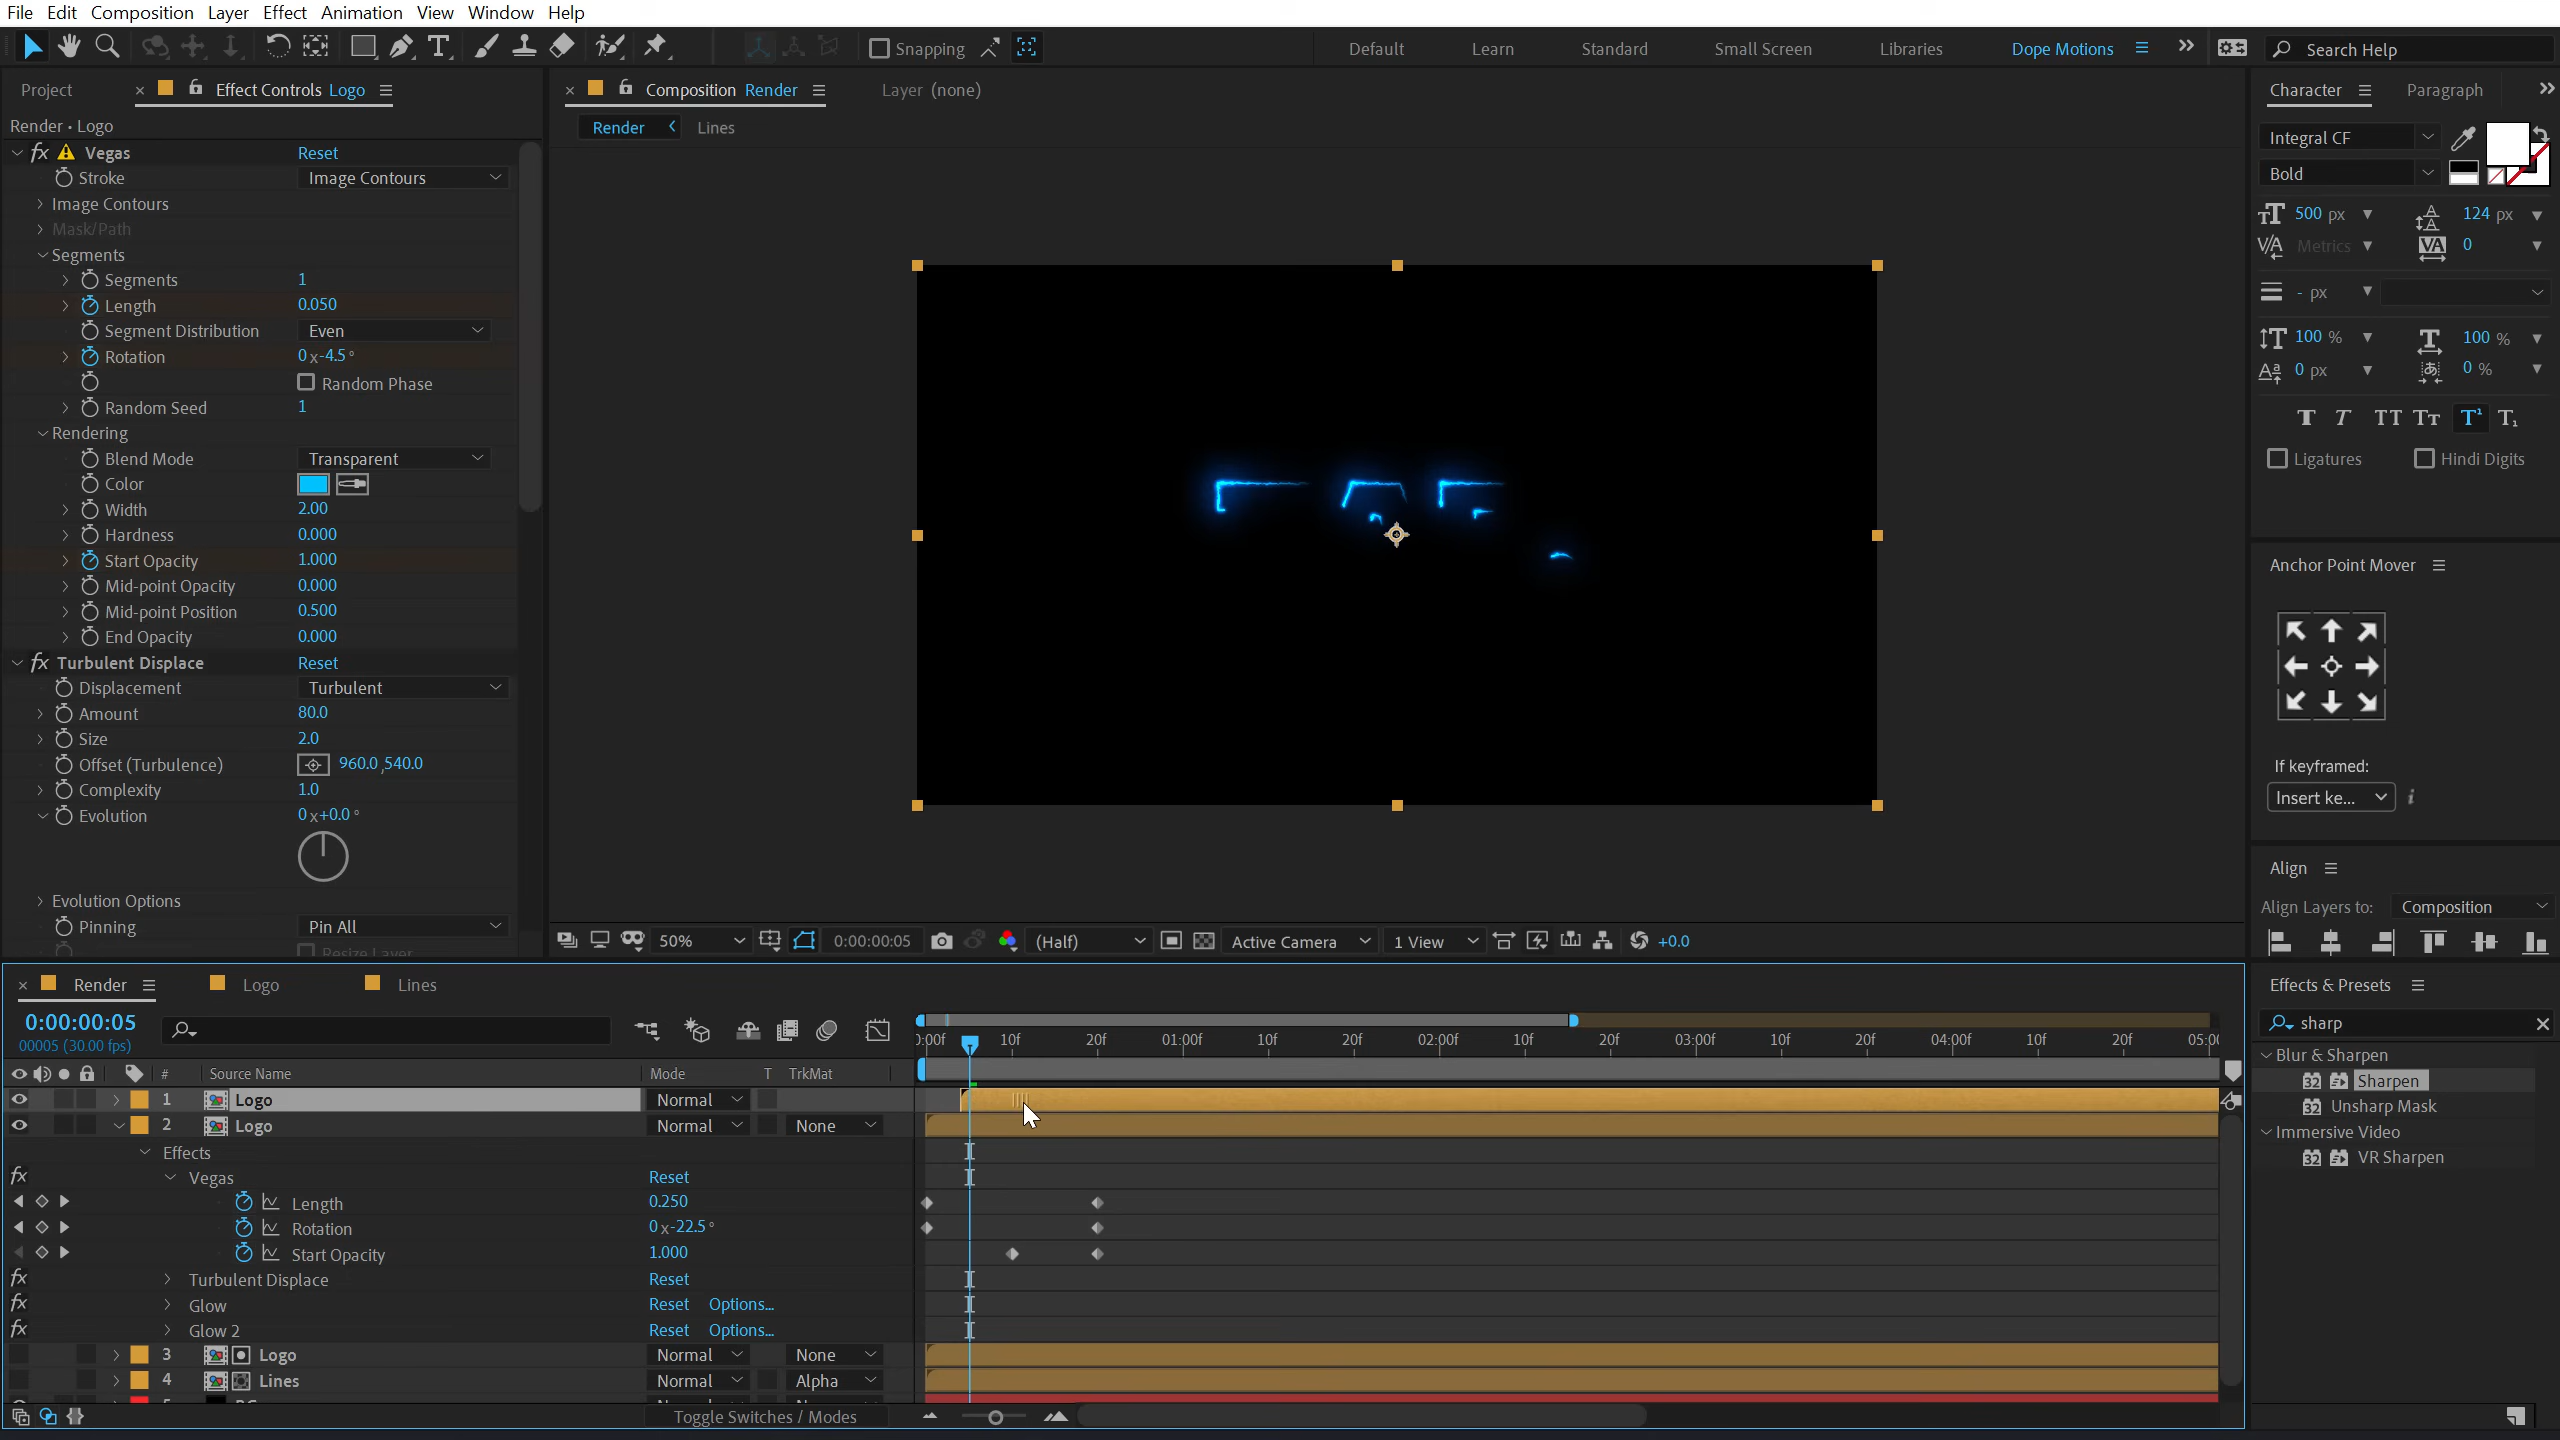 File Edit Composition Layer Effect Animation View Window Help
Snapping Default Learn Standard Small Screen Libraries Dope Motions Search Help
Project Effect Controls Logo
Composition Render Layer (none)
Character Paragraph
Render • Logo
Render Lines
Vegas Reset
Stroke Image Contours
Image Contours
Mask/Path
Segments
Segments 1
Length 0.050
Segment Distribution Even
Rotation 0x-4.5°
Random Phase
Random Seed 1
Rendering
Blend Mode Transparent
Color
Width 2.00
Hardness 0.000
Start Opacity 1.000
Mid-point Opacity 0.000
Mid-point Position 0.500
End Opacity 0.000
Turbulent Displace Reset
Displacement Turbulent
Amount 80.0
Size 2.0
Offset (Turbulence) 960.0,540.0
Complexity 1.0
Evolution 0x+0.0°
Evolution Options
Pinning Pin All
Resize Layer
50% 0:00:00:05 (Half) Active Camera 1 View +0.0
Integral CF
Bold
500 px 124 px
Metrics 0
- px
100 % 100 %
0 px 0 %
Ligatures Hindi Digits
Anchor Point Mover
If keyframed:
Insert ke...
Align
Align Layers to: Composition
Effects & Presets
sharp
Blur & Sharpen
Sharpen
Unsharp Mask
Immersive Video
VR Sharpen
Render Logo Lines
0:00:00:05
00005 (30.00 fps)
:00f 10f 20f 01:00f 10f 20f 02:00f 10f 20f 03:00f 10f 20f 04:00f 10f 20f 05:00
# Source Name Mode T TrkMat
1 Logo Normal
2 Logo Normal None
Effects
Vegas Reset
Length 0.250
Rotation 0x-22.5°
Start Opacity 1.000
Turbulent Displace Reset
Glow Reset Options...
Glow 2 Reset Options...
3 Logo Normal None
4 Lines Normal Alpha
Toggle Switches / Modes